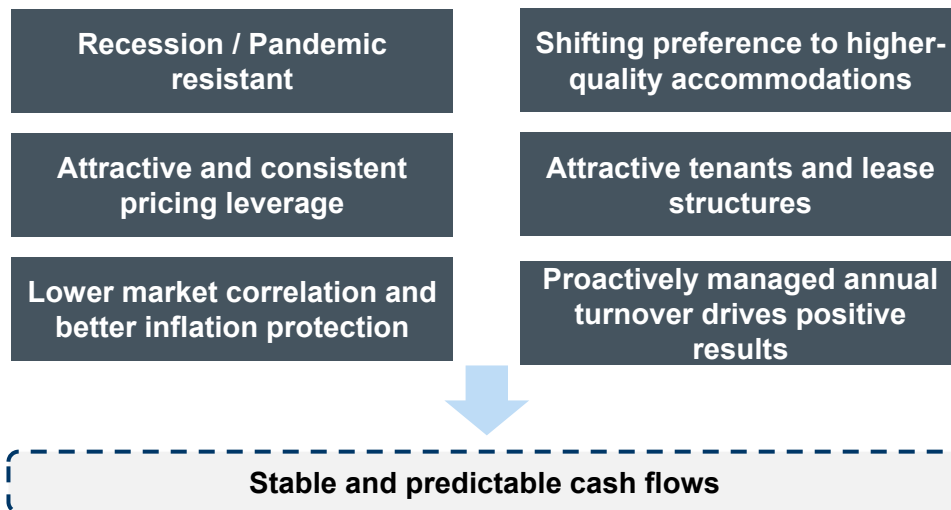 Recession / Pandemic
resistant
Shifting preference to higher-
quality accommodations
Attractive and consistent
pricing leverage
Attractive tenants and lease
structures
Lower market correlation and
better inflation protection
Proactively managed annual
turnover drives positive
results
Stable and predictable cash flows